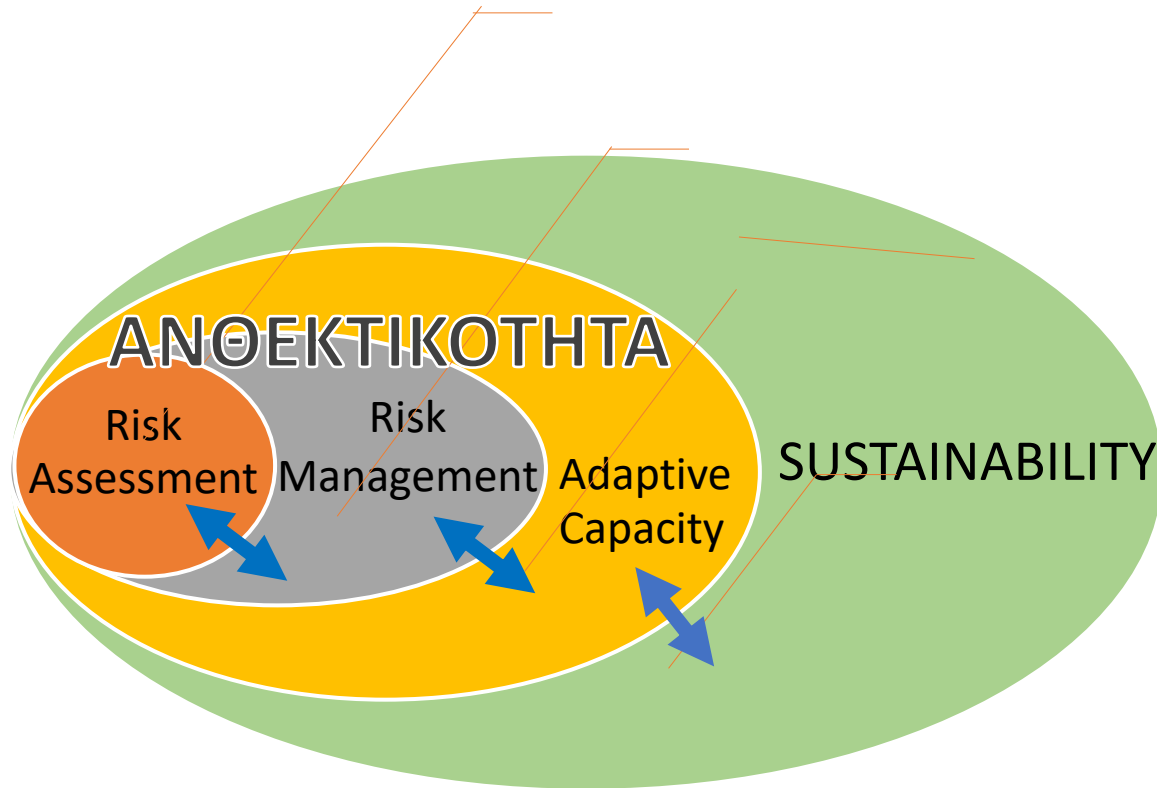 ΑΝΘΕΚΤΙΚΟΤΗΤΑ
Risk
Assessment
Risk
Management
Adaptive
Capacity
SUSTAINABILITY